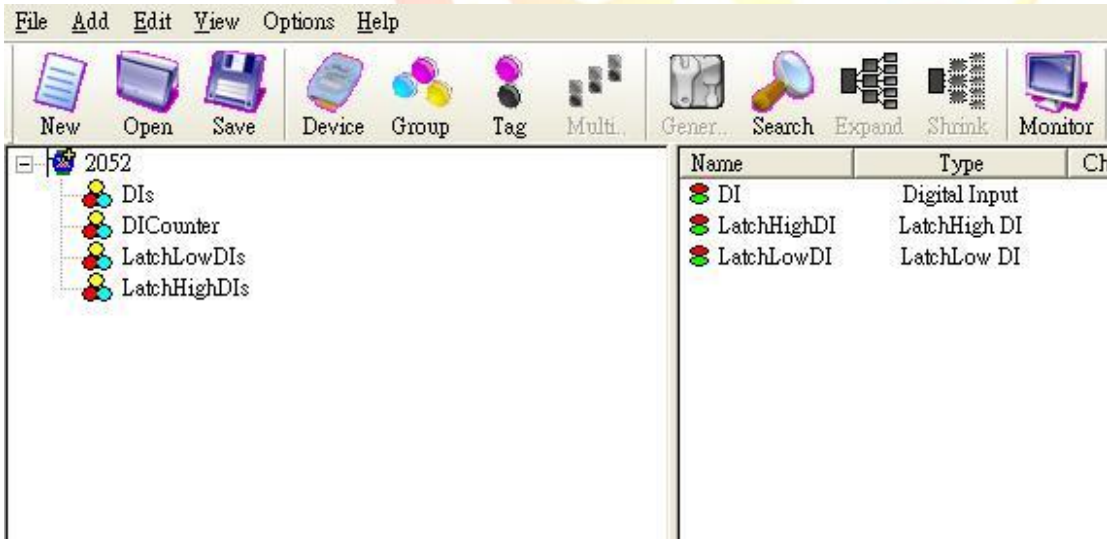 File Add Edit View Options Help
New Open Save Device Group Tag Multi.. Gener.. Search Expand Shrink Monitor
2052
DIs
DICounter
LatchLowDIs
LatchHighDIs
Name Type Ch
DI Digital Input
LatchHighDI LatchHigh DI
LatchLowDI LatchLow DI